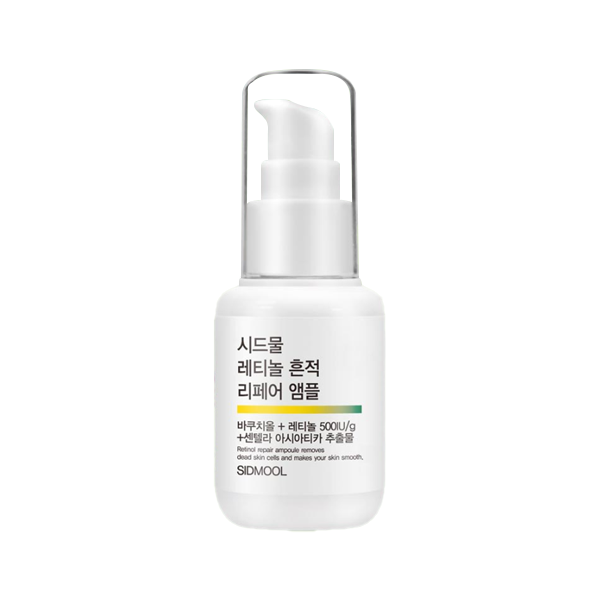 시드물
레티놀 흔적
리페어 앰플
바쿠치올 + 레티놀 500IU/g
+센텔라 아시아티카 추출물
Retinol repair ampoule removes
dead skin cells and makes your skin smooth.
SIDMOOL